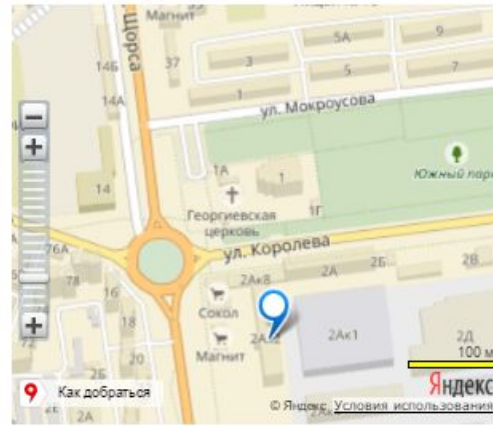 Магнит
Щорса
5А
9
14Б
37
3
5
7
14А
1
ул. Мокроусова
1А
1
Южный парк
14
Георгиевская
церковь
1Г
ул. Королева
76А
2Ак8
2А
2Б
2В
78
16
Сокол
18
2Ак1
2Д
72
20
Магнит
100 м
Яндекс
Как добраться
© Яндекс Условия использования
2А